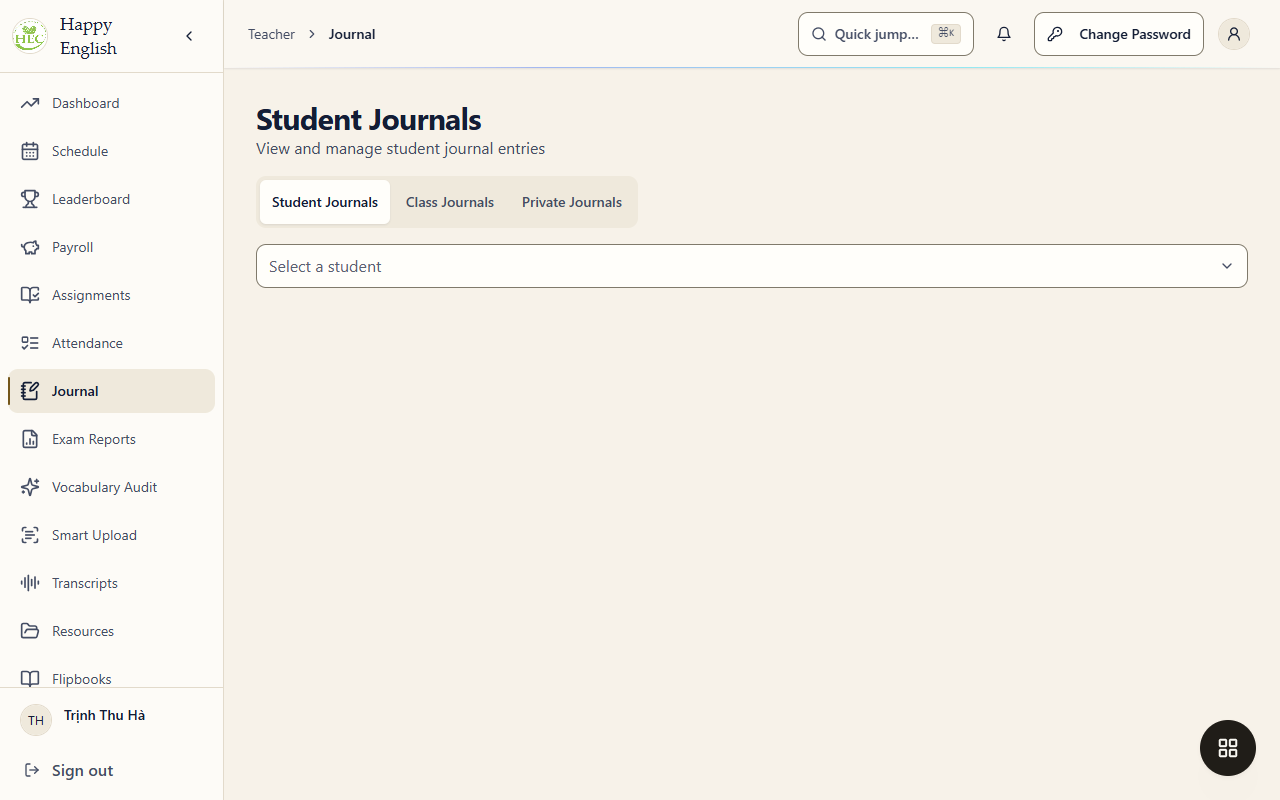 HEC
Happy
English
Teacher
Journal
Quick jump...
⌘K
Change Password
Dashboard
Schedule
Leaderboard
Payroll
Assignments
Attendance
Journal
Exam Reports
Vocabulary Audit
Smart Upload
Transcripts
Resources
Flipbooks
TH
Trịnh Thu Hà
Sign out
Student Journals
View and manage student journal entries
Student Journals
Class Journals
Private Journals
Select a student